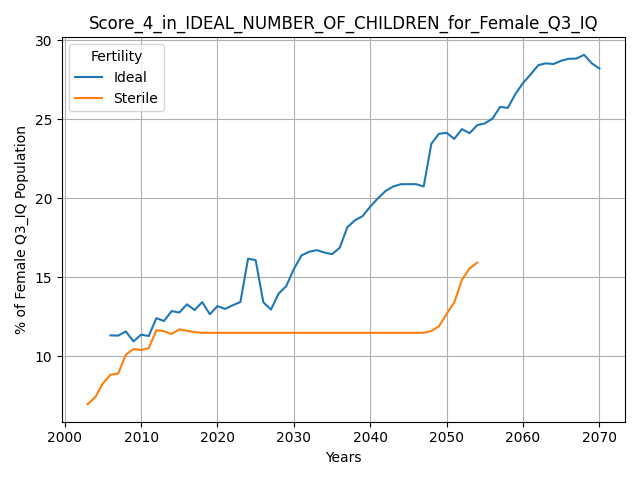 Score_4_in_IDEAL_NUMBER_OF_CHILDREN_for_Female_Q3_IQ
Fertility
Ideal
Sterile
% of Female Q3_IQ Population
30
25
20
15
10
2000 2010 2020 2030 2040 2050 2060 2070
Years